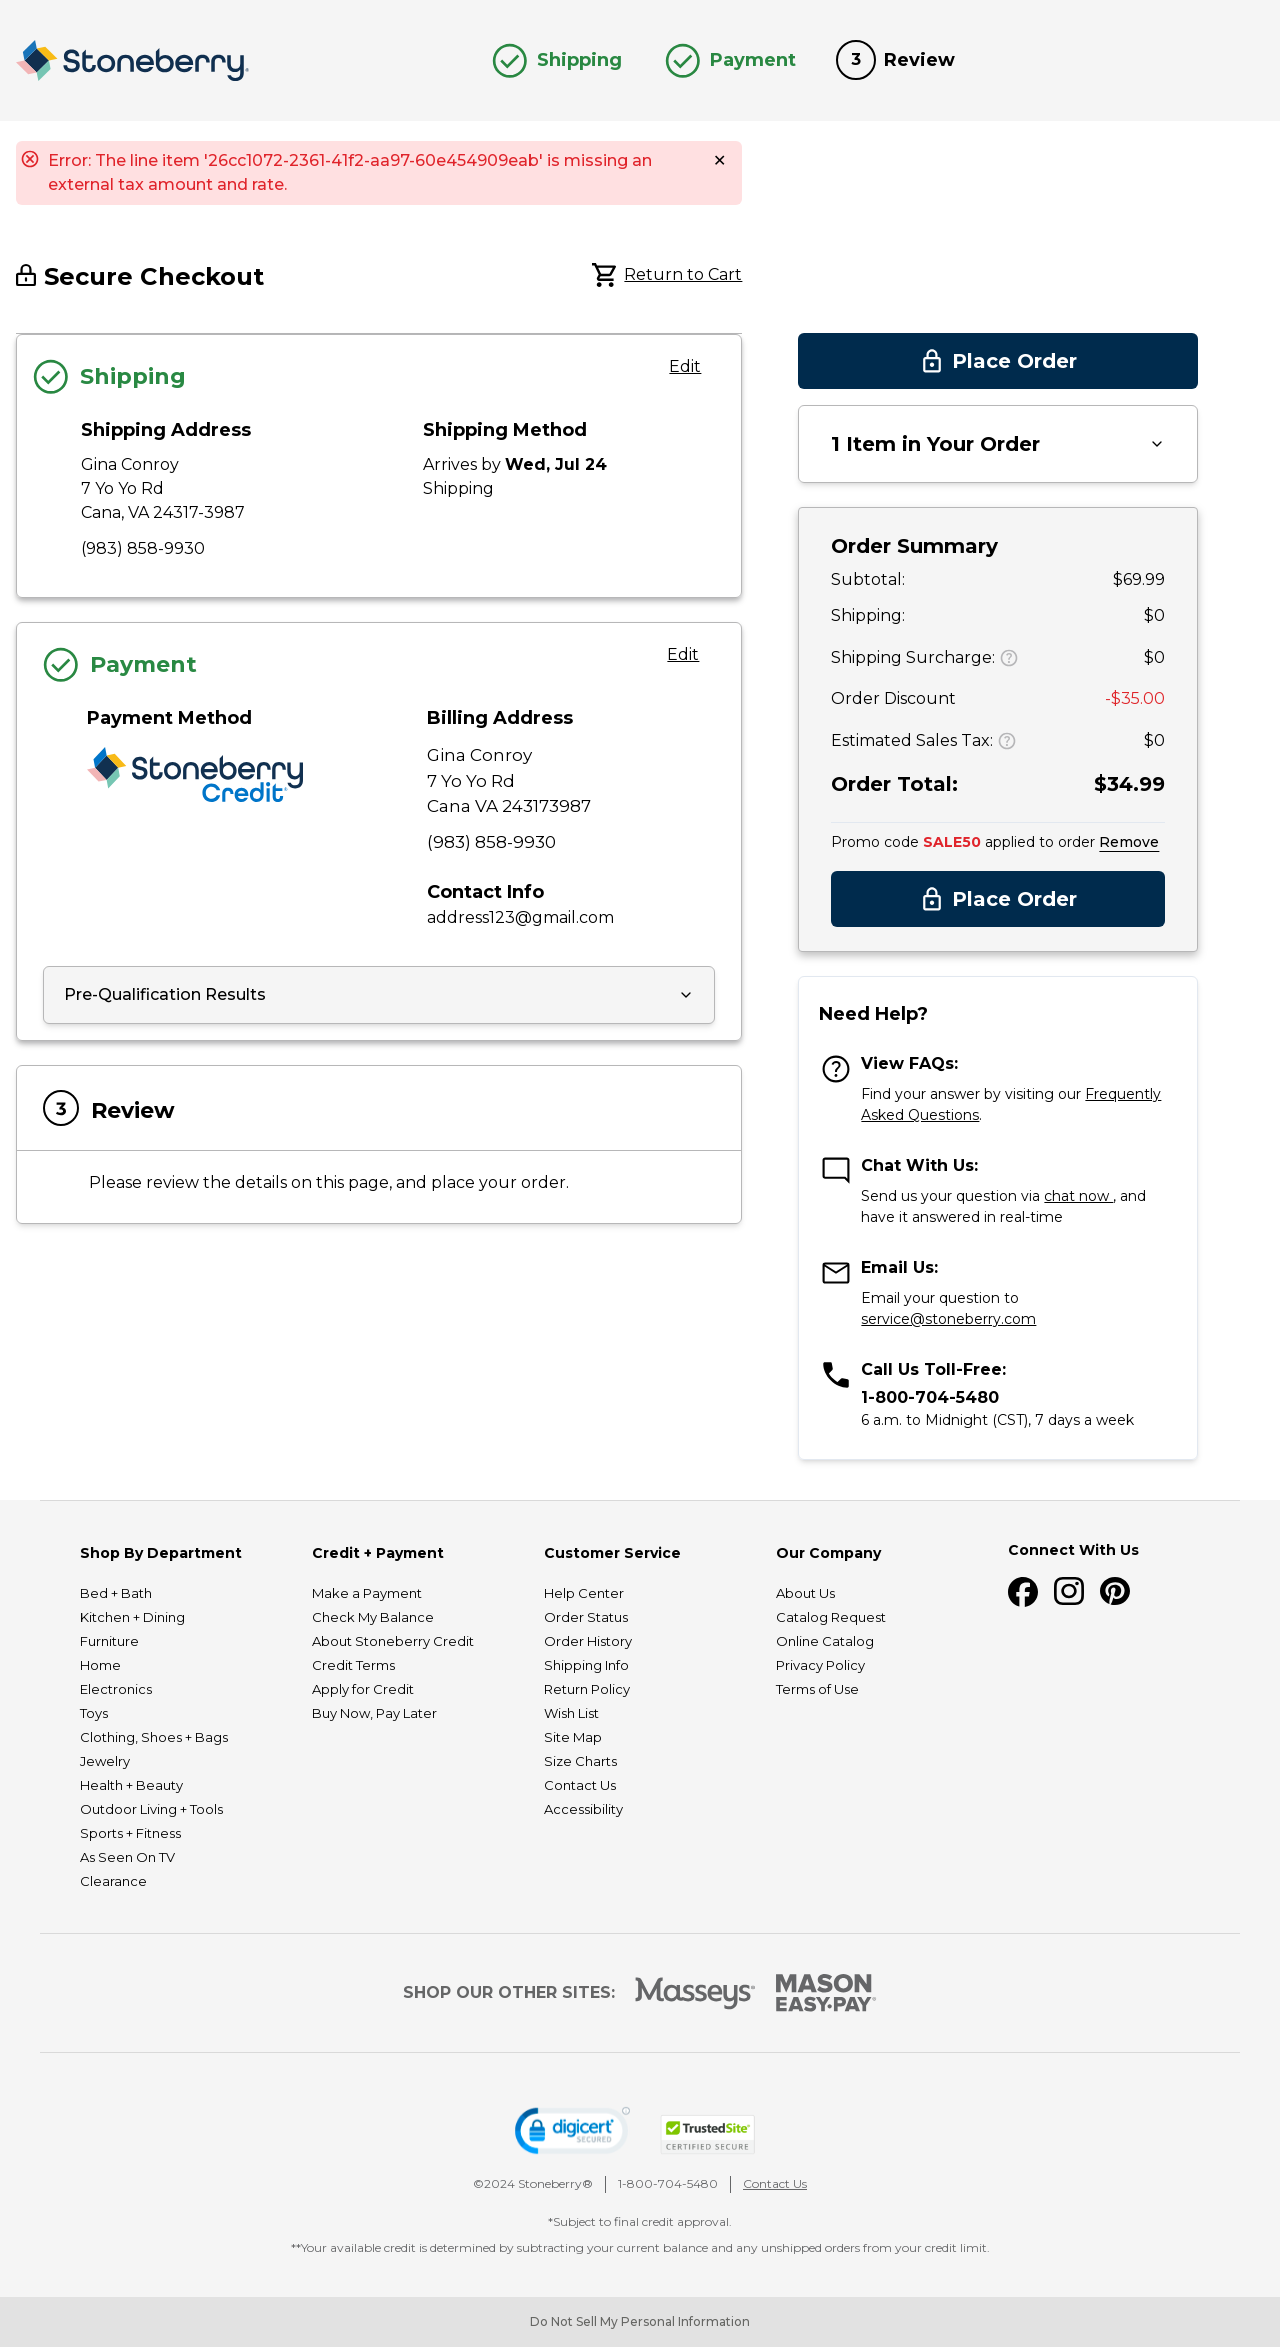 Stoneberry
Shipping
Payment
3 Review
Error: The line item '26cc1072-2361-41f2-aa97-60e454909eab' is missing an
external tax amount and rate.
Secure Checkout
Return to Cart
Shipping
Edit
Shipping Address
Gina Conroy
7 Yo Yo Rd
Cana, VA 24317-3987
(983) 858-9930
Shipping Method
Arrives by Wed, Jul 24
Shipping
Payment
Edit
Payment Method
Stoneberry
Credit
Billing Address
Gina Conroy
7 Yo Yo Rd
Cana VA 243173987
(983) 858-9930
Contact Info
address123@gmail.com
Pre-Qualification Results
3 Review
Please review the details on this page, and place your order.
Place Order
1 Item in Your Order
Order Summary
Subtotal: $69.99
Shipping: $0
Shipping Surcharge: ? $0
Order Discount -$35.00
Estimated Sales Tax: ? $0
Order Total: $34.99
Promo code SALE50 applied to order Remove
Place Order
Need Help?
View FAQs:
Find your answer by visiting our Frequently
Asked Questions.
Chat With Us:
Send us your question via chat now , and
have it answered in real-time
Email Us:
Email your question to
service@stoneberry.com
Call Us Toll-Free:
1-800-704-5480
6 a.m. to Midnight (CST), 7 days a week
Shop By Department
Bed + Bath
Kitchen + Dining
Furniture
Home
Electronics
Toys
Clothing, Shoes + Bags
Jewelry
Health + Beauty
Outdoor Living + Tools
Sports + Fitness
As Seen On TV
Clearance
Credit + Payment
Make a Payment
Check My Balance
About Stoneberry Credit
Credit Terms
Apply for Credit
Buy Now, Pay Later
Customer Service
Help Center
Order Status
Order History
Shipping Info
Return Policy
Wish List
Site Map
Size Charts
Contact Us
Accessibility
Our Company
About Us
Catalog Request
Online Catalog
Privacy Policy
Terms of Use
Connect With Us
SHOP OUR OTHER SITES:
Masseys
MASON
EASY•PAY
digicert
SECURED
TrustedSite
CERTIFIED SECURE
©2024 Stoneberry®
1-800-704-5480
Contact Us
*Subject to final credit approval.
**Your available credit is determined by subtracting your current balance and any unshipped orders from your credit limit.
Do Not Sell My Personal Information